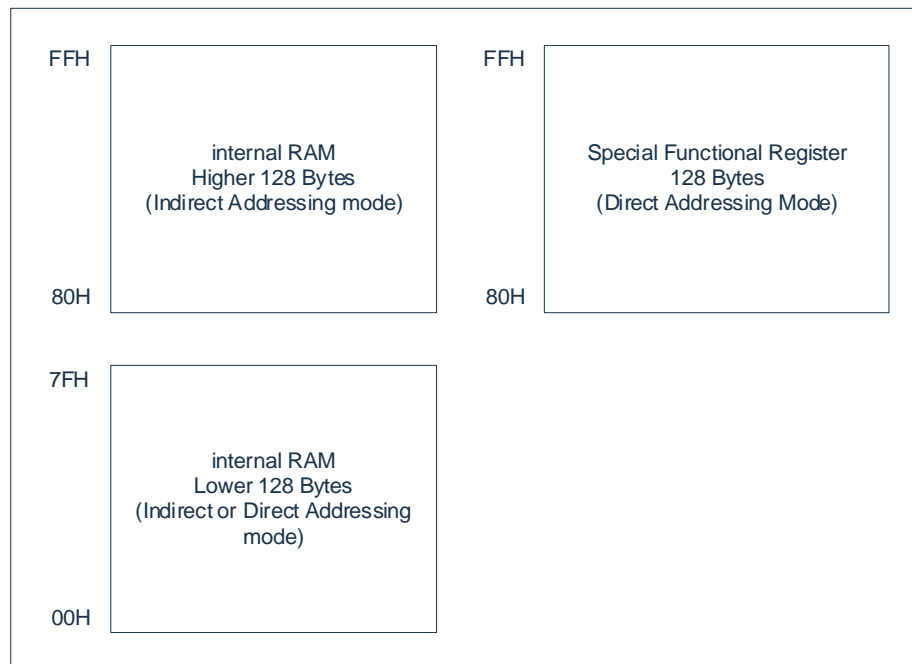 FFH
internal RAM
Higher 128 Bytes
(Indirect Addressing mode)
80H
FFH
Special Functional Register
128 Bytes
(Direct Addressing Mode)
80H
7FH
internal RAM
Lower 128 Bytes
(Indirect or Direct Addressing
mode)
00H